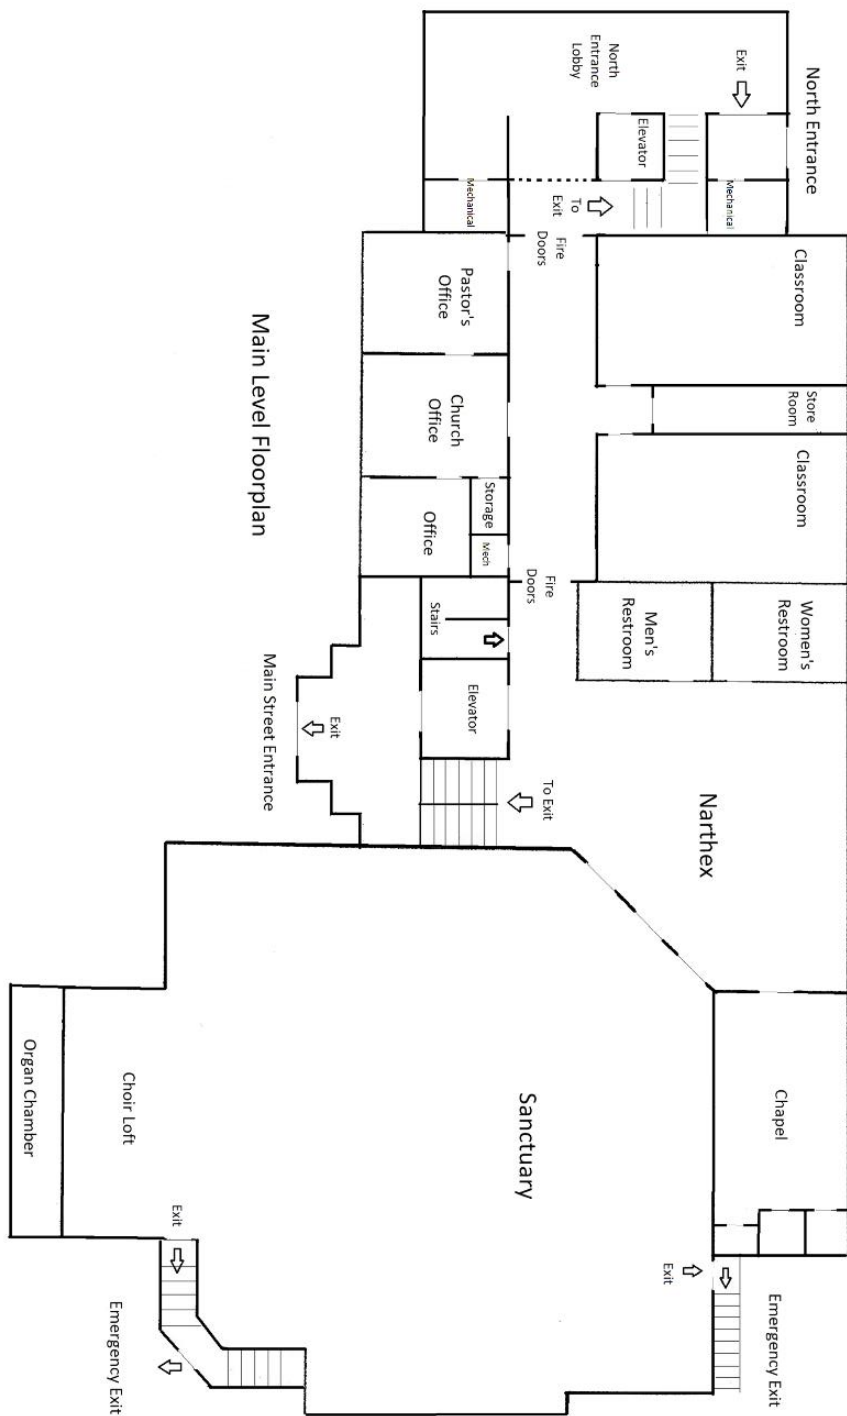 North Entrance
Exit
North
Entrance
Lobby
Elevator
Mechanical
Mechanical
To
Exit
Fire
Doors
Classroom
Pastor's
Office
Store
Room
Church
Office
Classroom
Storage
Office
Mech
Fire
Doors
Women's
Restroom
Men's
Restroom
Stairs
Elevator
Main Level Floorplan
Main Street Entrance
Exit
To Exit
Narthex
Chapel
Sanctuary
Choir Loft
Organ Chamber
Exit
Exit
Emergency Exit
Emergency Exit